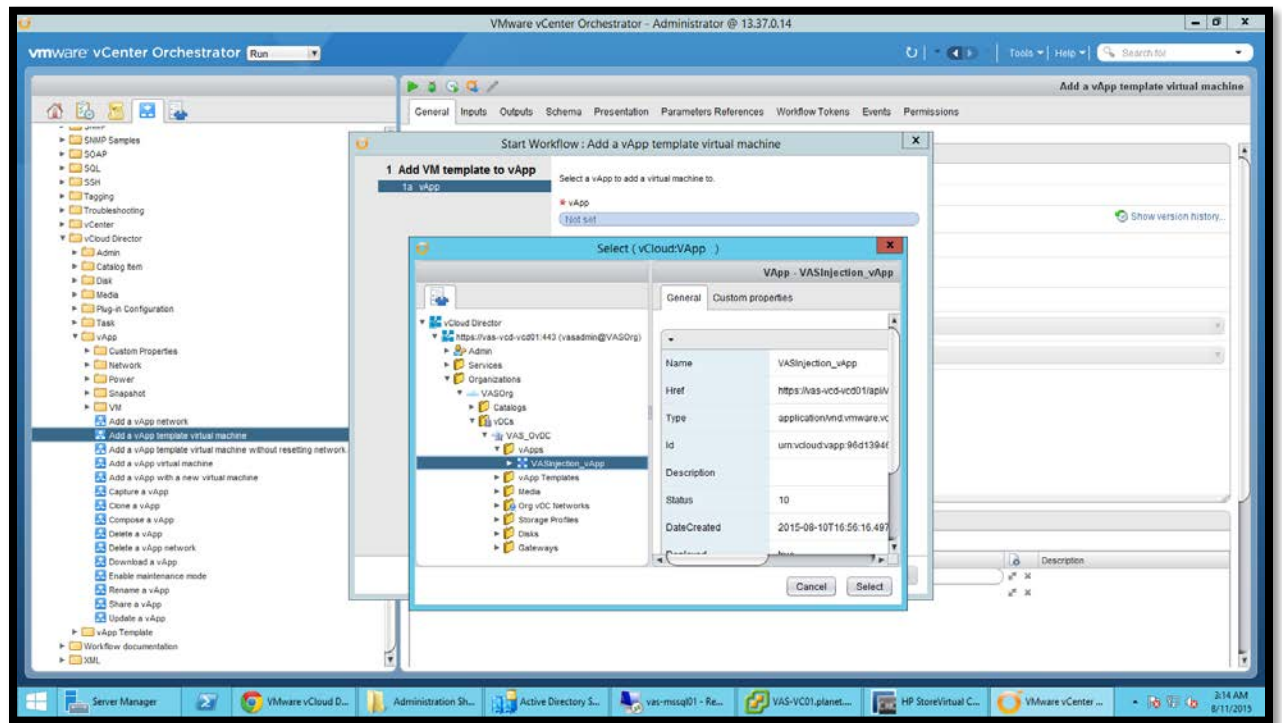 VMware vCenter Orchestrator - Administrator @ 13.37.0.14
vmware vCenter Orchestrator Run
Tools Help Search for
Add a vApp template virtual machine
General Inputs Outputs Schema Presentation Parameters References Workflow Tokens Events Permissions
SNMP Samples
SOAP
SQL
SSH
Tagging
Troubleshooting
vCenter
vCloud Director
Admin
Catalog Item
Disk
Media
Plug-in Configuration
Task
vApp
Custom Properties
Network
Power
Snapshot
VM
Add a vApp network
Add a vApp template virtual machine
Add a vApp template virtual machine without resetting network
Add a vApp virtual machine
Add a vApp with a new virtual machine
Capture a vApp
Clone a vApp
Compose a vApp
Delete a vApp
Delete a vApp network
Download a vApp
Enable maintenance mode
Rename a vApp
Share a vApp
Update a vApp
vApp Template
Workflow documentation
XML
Start Workflow : Add a vApp template virtual machine
1 Add VM template to vApp
1a vApp
Select a vApp to add a virtual machine to.
* vApp
Not set
Show version history...
Select ( vCloud:VApp )
VApp - VASInjection_vApp
General Custom properties
vCloud Director
https://vas-vcd-vcd01:443 (vasadmin@VASOrg)
Admin
Services
Organizations
VASOrg
Catalogs
vDCs
VAS_OvDC
vApps
VASInjection_vApp
vApp Templates
Media
Org vDC Networks
Storage Profiles
Disks
Gateways
Name VASInjection_vApp
Href https://vas-vcd-vcd01/api/v
Type application/vnd.vmware.vc
Id urn:vcloud:vapp:96d13946
Description
Status 10
DateCreated 2015-08-10T16:56:16.497
Cancel Select
Description
Server Manager
VMware vCloud D...
Administration Sh...
Active Directory S...
vas-mssql01 - Re...
VAS-VC01.planet....
HP StoreVirtual C...
VMware vCenter ...
3:14 AM
8/11/2015